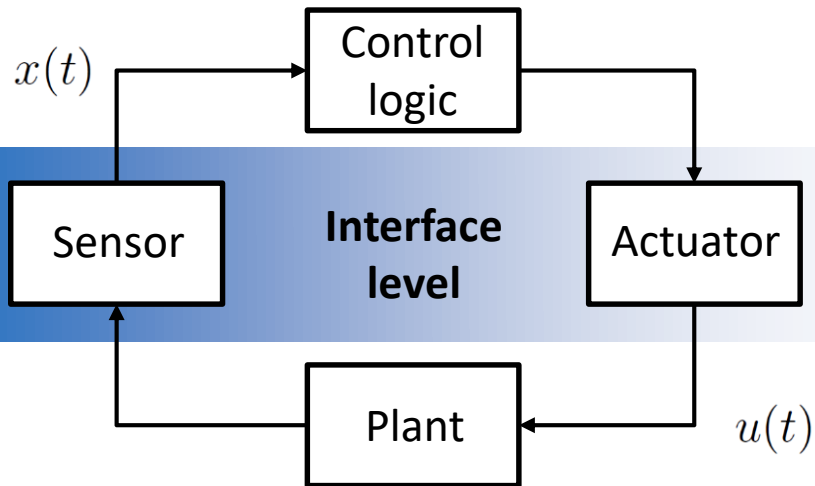 x(t)
Control
logic
Sensor
Interface
level
Actuator
Plant
u(t)